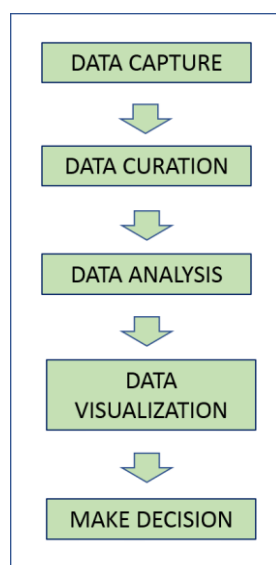 DATA CAPTURE
DATA CURATION
DATA ANALYSIS
DATA
VISUALIZATION
MAKE DECISION